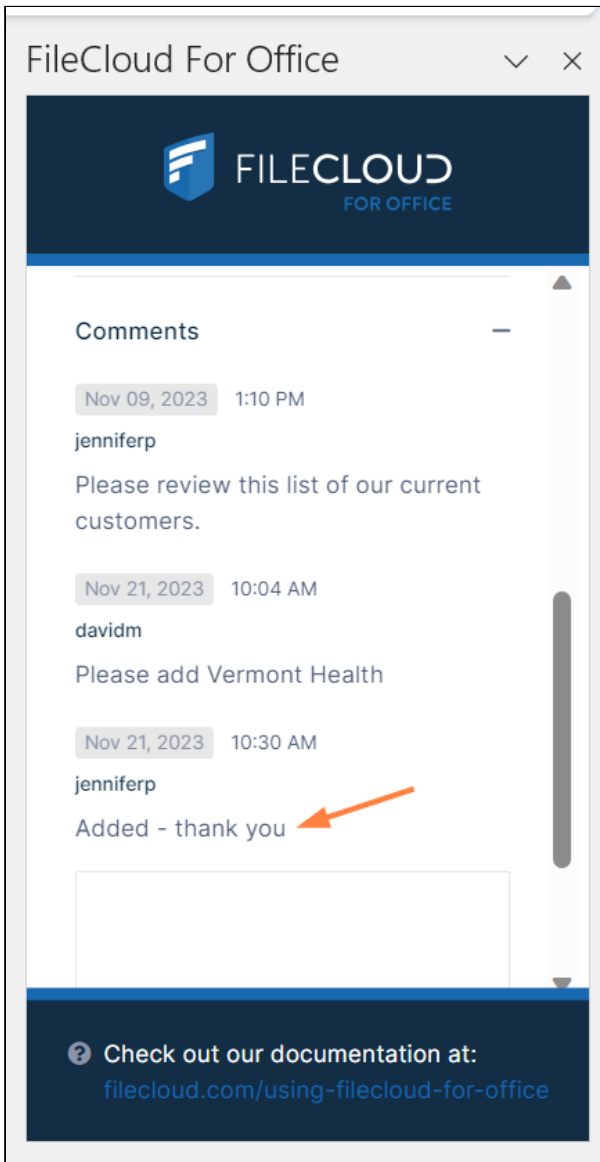 FileCloud For Office
FILECLOUD
FOR OFFICE
Comments
Nov 09, 2023 1:10 PM
jenniferp
Please review this list of our current
customers.
Nov 21, 2023 10:04 AM
davidm
Please add Vermont Health
Nov 21, 2023 10:30 AM
jenniferp
Added - thank you
Check out our documentation at:
filecloud.com/using-filecloud-for-office